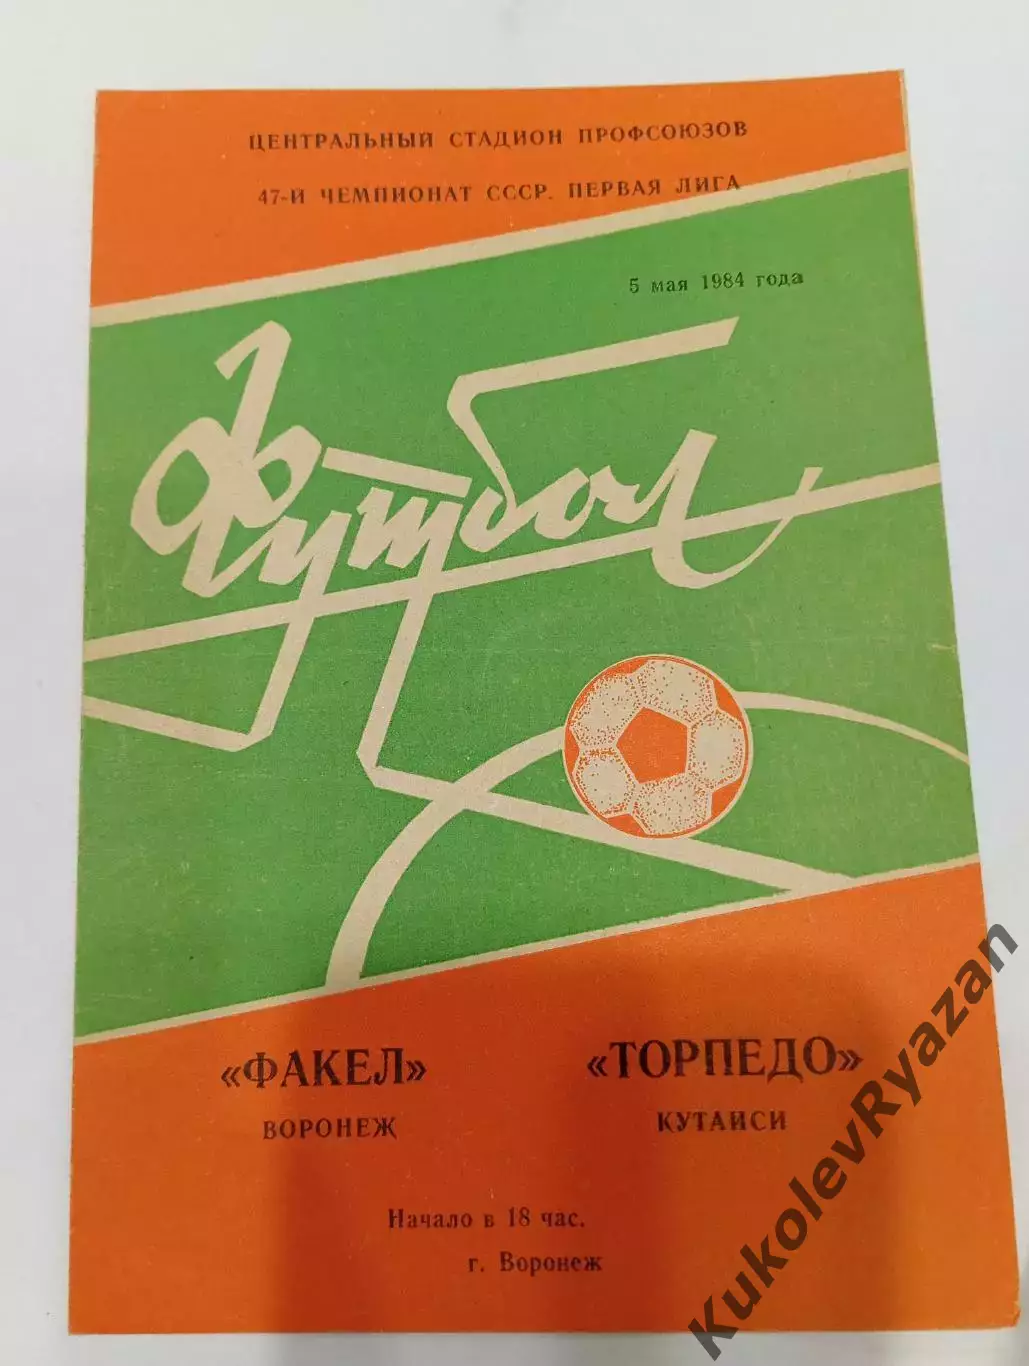 ЦЕНТРАЛЬНЫЙ СТАДИОН ПРОФСОЮЗОВ
47-Й ЧЕМПИОНАТ СССР. ПЕРВАЯ ЛИГА
5 мая 1984 года
Футбол
«ФАКЕЛ» «ТОРПЕДО»
ВОРОНЕЖ КУТАИСИ
Начало в 18 час.
г. Воронеж
KukolevRyazan